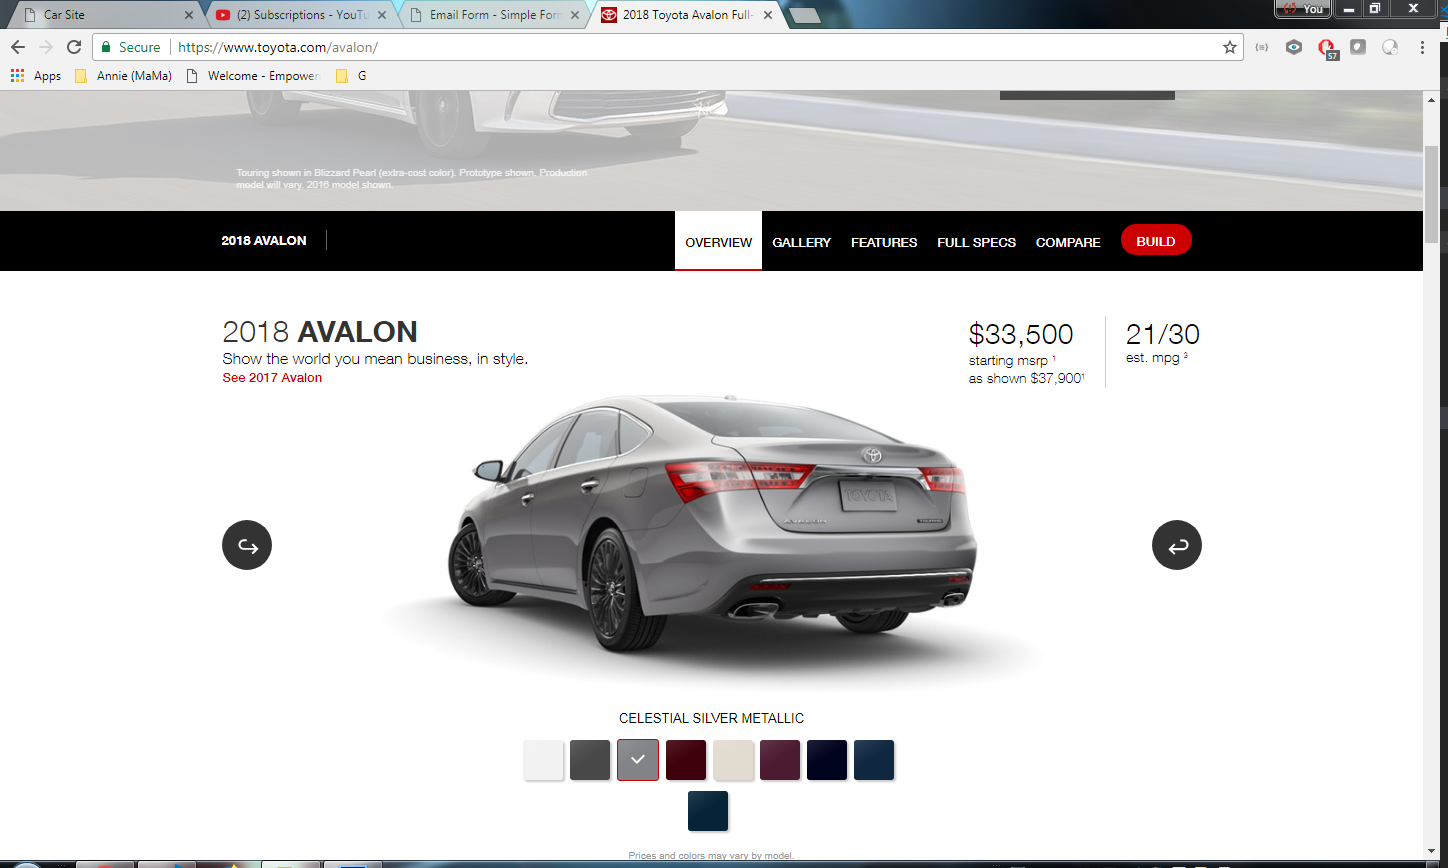 Car Site
(2) Subscriptions - YouTu
Email Form - Simple Form
2018 Toyota Avalon Full-
You
Secure
https://www.toyota.com/avalon/
57
Apps
Annie (MaMa)
Welcome - Empower
G
Touring shown in Blizzard Pearl (extra-cost color). Prototype shown. Production
model will vary. 2016 model shown.
2018 AVALON
OVERVIEW
GALLERY
FEATURES
FULL SPECS
COMPARE
BUILD
2018 AVALON
Show the world you mean business, in style.
See 2017 Avalon
$33,500
starting msrp 1
as shown $37,9001
21/30
est. mpg 3
TOYOTA
AVALON
TOURING
CELESTIAL SILVER METALLIC
Prices and colors may vary by model.